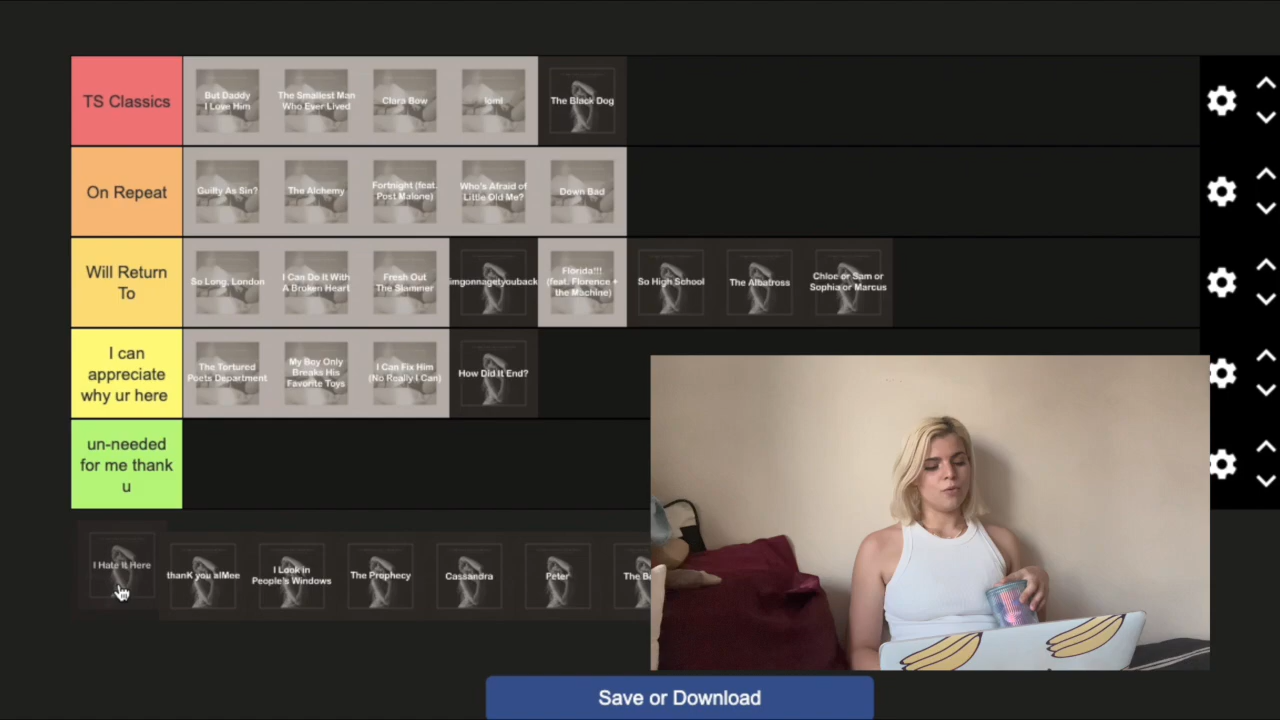 TS Classics
But Daddy
I Love Him
The Smallest Man
Who Ever Lived
Clara Bow
loml
The Black Dog
On Repeat
Guilty As Sin?
The Alchemy
Fortnight (feat.
Post Malone)
Who's Afraid of
Little Old Me?
Down Bad
Will Return
To
So Long, London
I Can Do It With
A Broken Heart
Fresh Out
The Slammer
imgonnagetyouback
Florida!!!
(feat. Florence +
the Machine)
So High School
The Albatross
Chloe or Sam or
Sophia or Marcus
I can
appreciate
why ur here
The Tortured
Poets Department
My Boy Only
Breaks His
Favorite Toys
I Can Fix Him
(No Really I Can)
How Did It End?
un-needed
for me thank
u
I Hate It Here
thanK you aIMee
I Look in
People's Windows
The Prophecy
Cassandra
Peter
The B
Save or Download